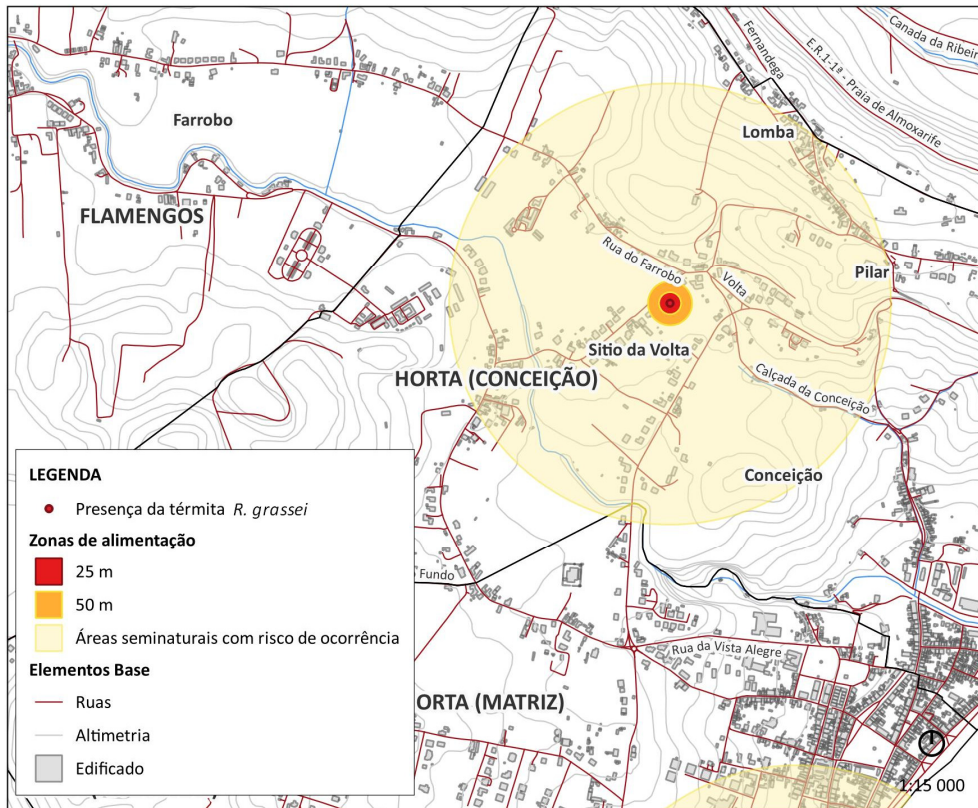 Canada da Ribeir
E.R.1-1ª - Praia de Almoxarife
Fernandega
Farrobo
Lomba
FLAMENGOS
Rua do Farrobo
Volta
Pilar
Sitio da Volta
HORTA (CONCEIÇÃO)
Calçada da Conceição
Conceição
LEGENDA
Presença da térmita R. grassei
Zonas de alimentação
25 m
50 m
Áreas seminaturais com risco de ocorrência
Elementos Base
Ruas
Altimetria
Edificado
Fundo
Rua da Vista Alegre
ORTA (MATRIZ)
1:15 000